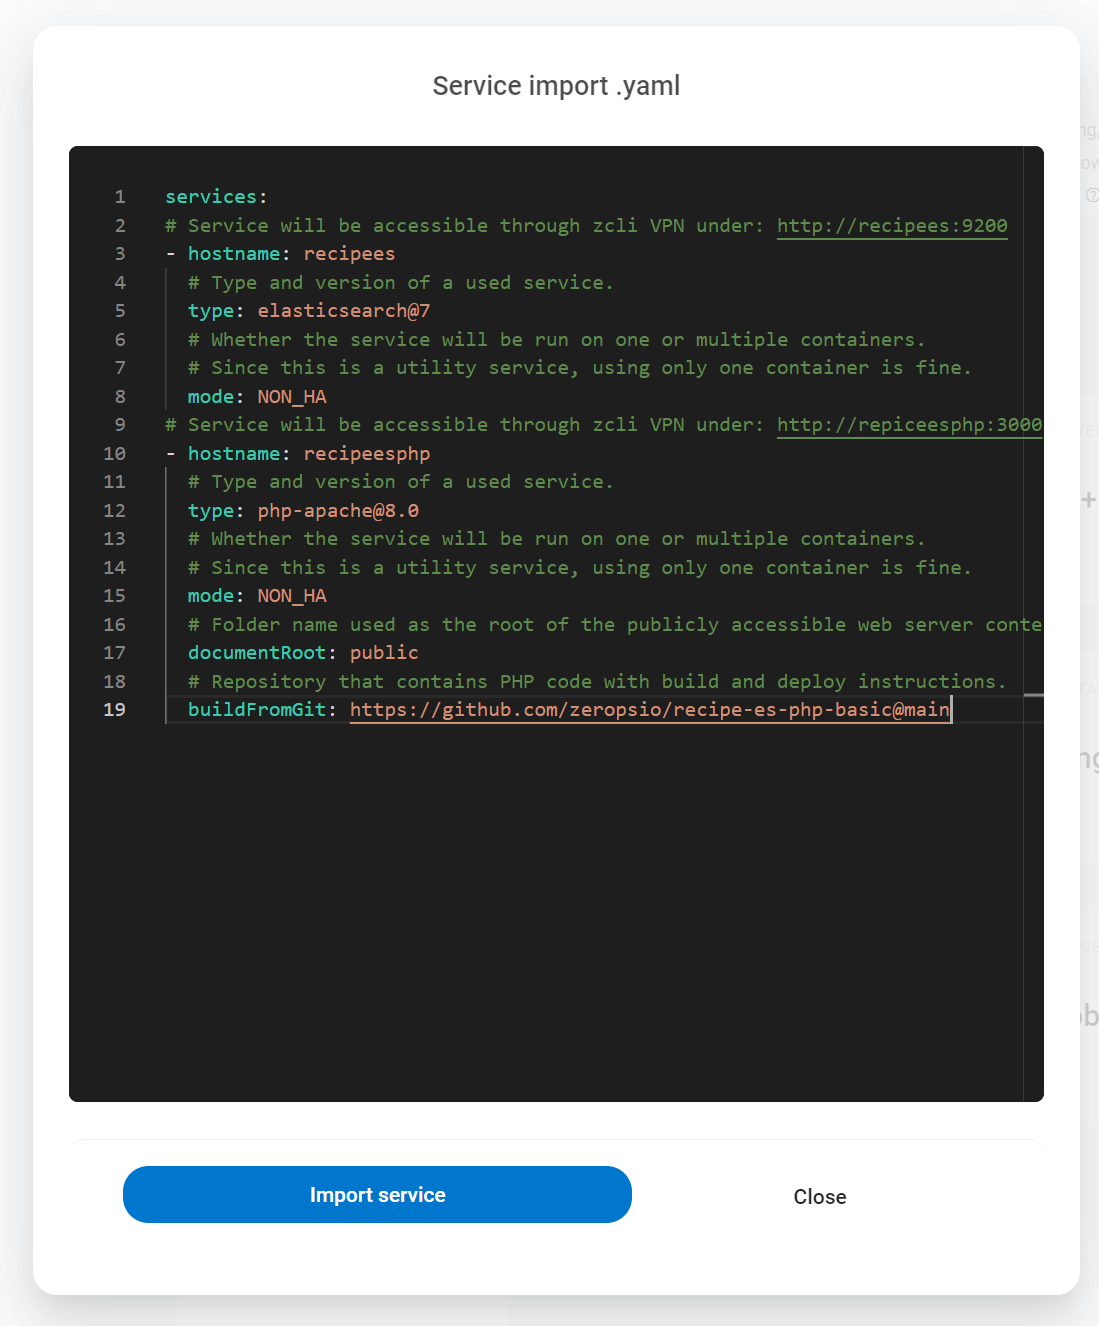 Service import .yaml
1 services:
2 # Service will be accessible through zcli VPN under: http://recipees:9200
3 - hostname: recipees
4 # Type and version of a used service.
5 type: elasticsearch@7
6 # Whether the service will be run on one or multiple containers.
7 # Since this is a utility service, using only one container is fine.
8 mode: NON_HA
9 # Service will be accessible through zcli VPN under: http://repiceesphp:3000
10 - hostname: recipeesphp
11 # Type and version of a used service.
12 type: php-apache@8.0
13 # Whether the service will be run on one or multiple containers.
14 # Since this is a utility service, using only one container is fine.
15 mode: NON_HA
16 # Folder name used as the root of the publicly accessible web server conte
17 documentRoot: public
18 # Repository that contains PHP code with build and deploy instructions.
19 buildFromGit: https://github.com/zeropsio/recipe-es-php-basic@main
Import service
Close